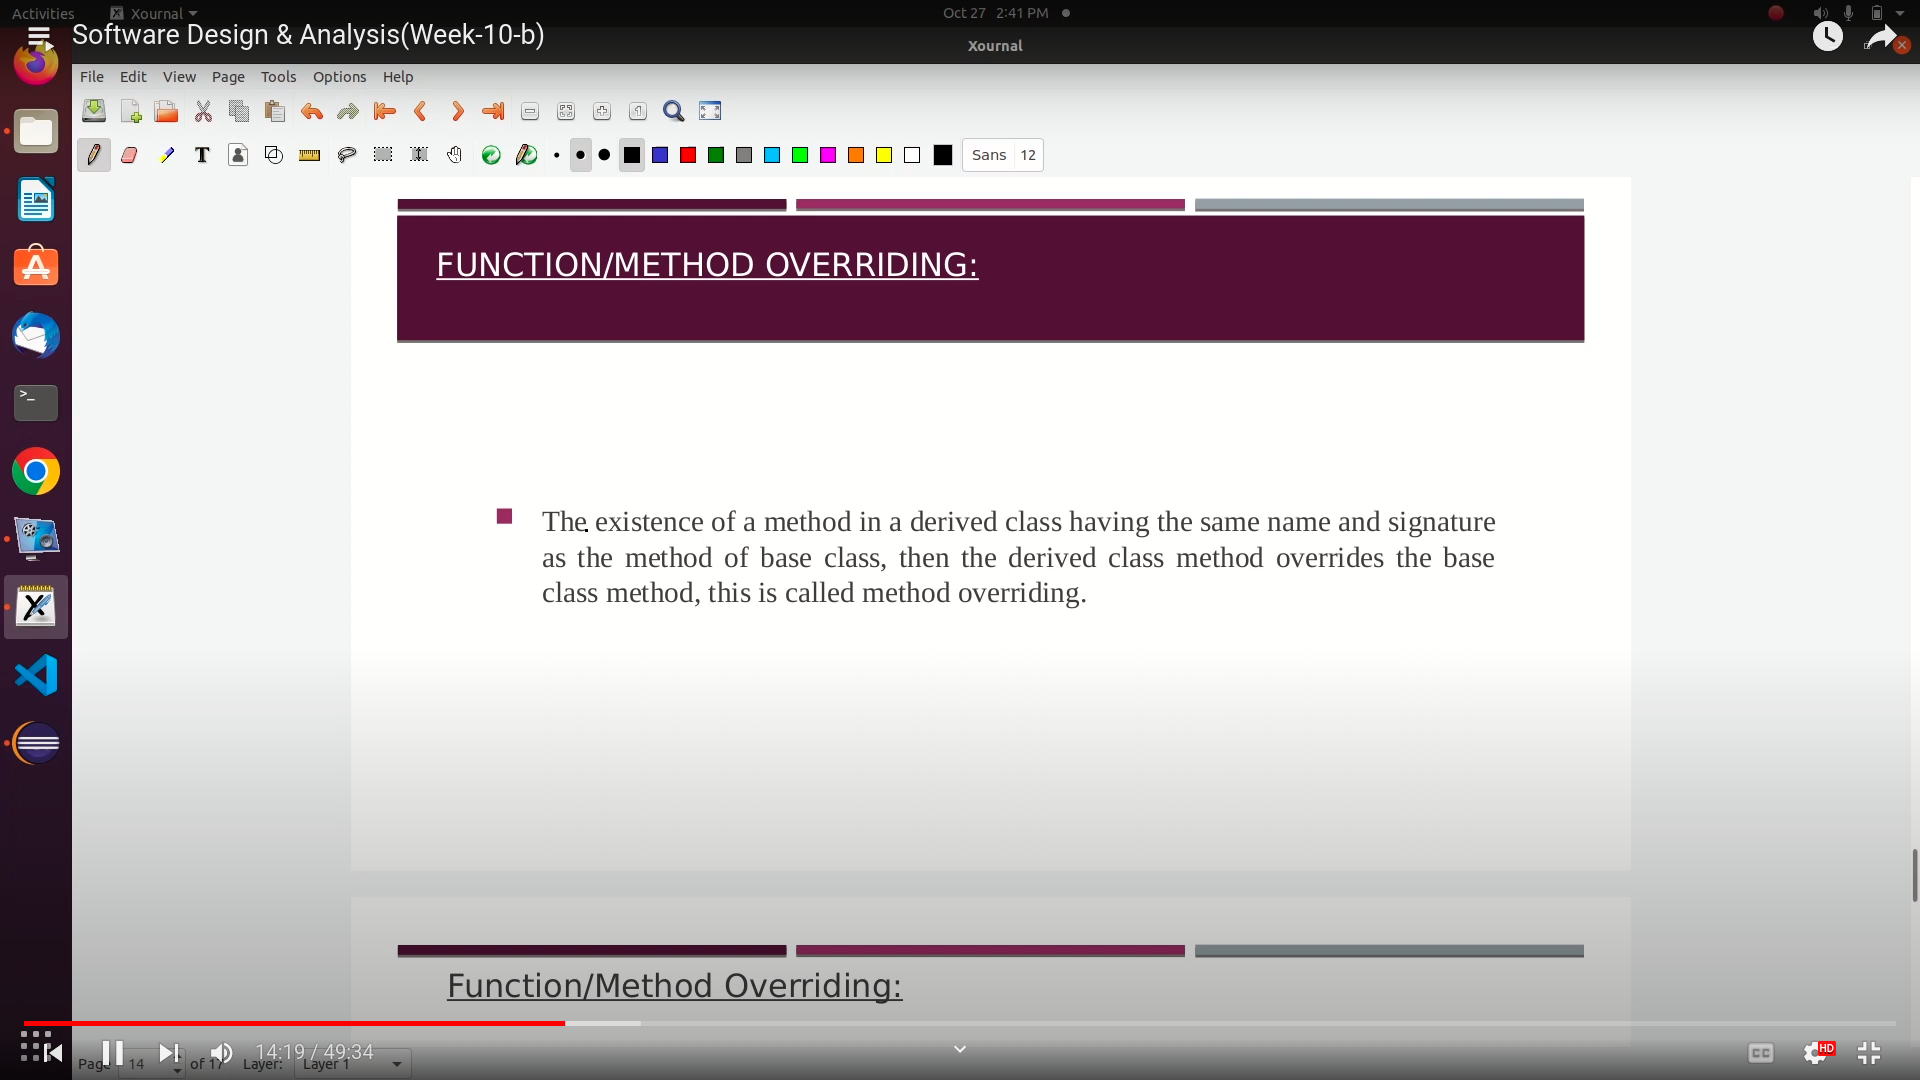 Activities Xournal Oct 27 2:41 PM
Software Design & Analysis(Week-10-b)
Xournal
File Edit View Page Tools Options Help
Sans 12
FUNCTION/METHOD OVERRIDING:
The existence of a method in a derived class having the same name and signature
as the method of base class, then the derived class method overrides the base
class method, this is called method overriding.
Function/Method Overriding:
14:19 / 49:34
CC HD
Page 14 of 17 Layer: Layer 1